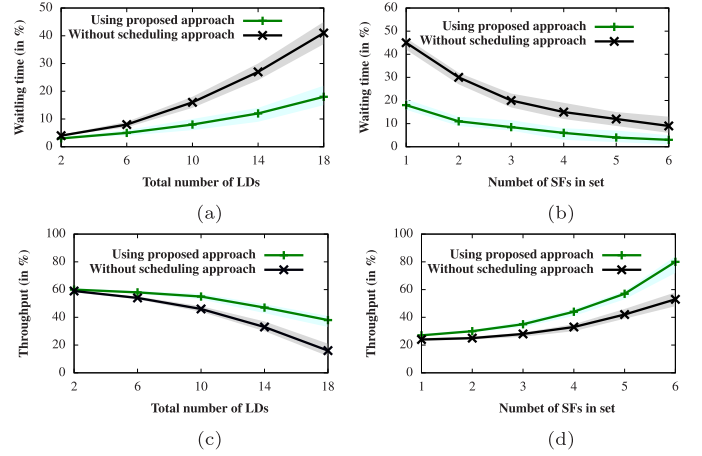 Using proposed approach
Without scheduling approach
Waitling time (in %)
50
40
30
20
10
0
2
6
10
14
18
Total number of LDs
(a)
Using proposed approach
Without scheduling approach
Waiting time (in %)
60
50
40
30
20
10
0
1
2
3
4
5
6
Numbet of SFs in set
(b)
Using proposed approach
Without scheduling approach
Throughput (in %)
100
80
60
40
20
0
2
6
10
14
18
Total number of LDs
(c)
Using proposed approach
Without scheduling approach
Throughput (in %)
100
80
60
40
20
0
1
2
3
4
5
6
Numbet of SFs in set
(d)